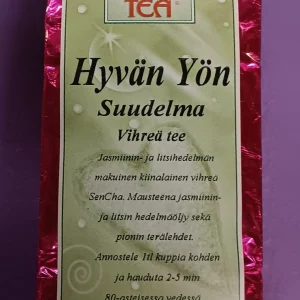 TEA
Hyvän Yön
Suudelma
Vihreä tee
Jasmiinin- ja litsihedelmän
makuinen kiinalainen vihreä
SenCha. Mausteena jasmiinin-
ja litsin hedelmäöljy sekä
pionin terälehdet.
Annostele 1tl kuppia kohden
ja hauduta 2-5 min
80-asteisessa vedessä